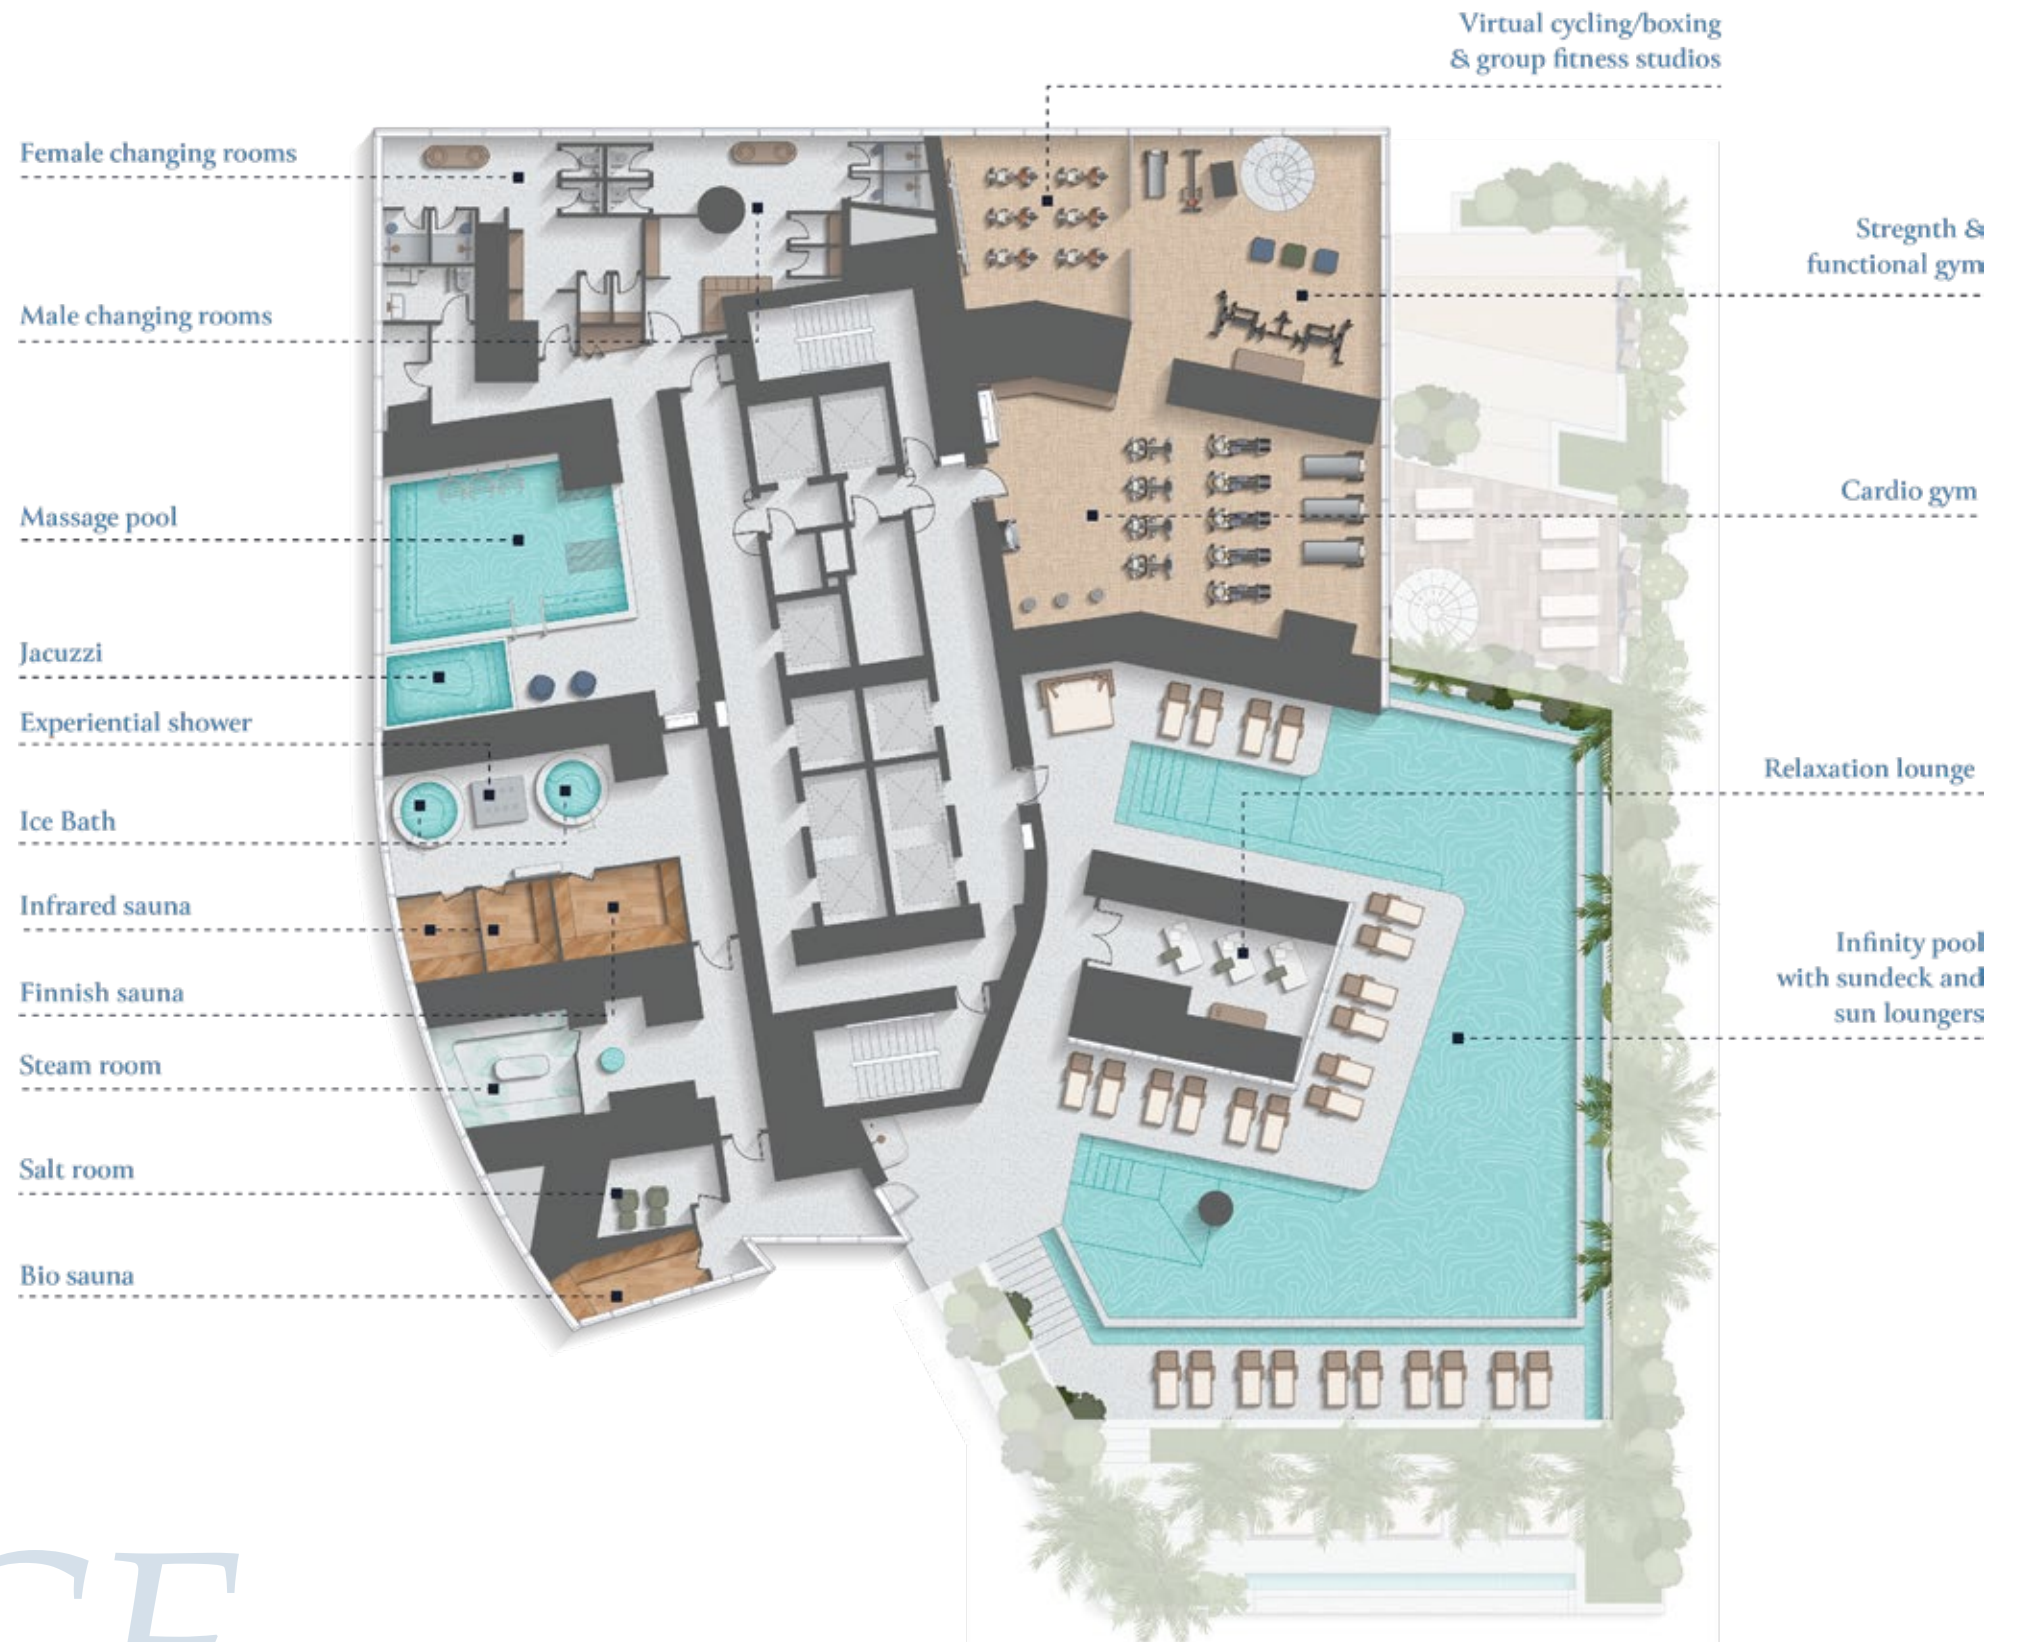 Virtual cycling/boxing
& group fitness studios
Female changing rooms
Stregnth &
functional gym
Male changing rooms
Cardio gym
Massage pool
Jacuzzi
Experiential shower
Relaxation lounge
Ice Bath
Infrared sauna
Infinity pool
with sundeck and
sun loungers
Finnish sauna
Steam room
Salt room
Bio sauna